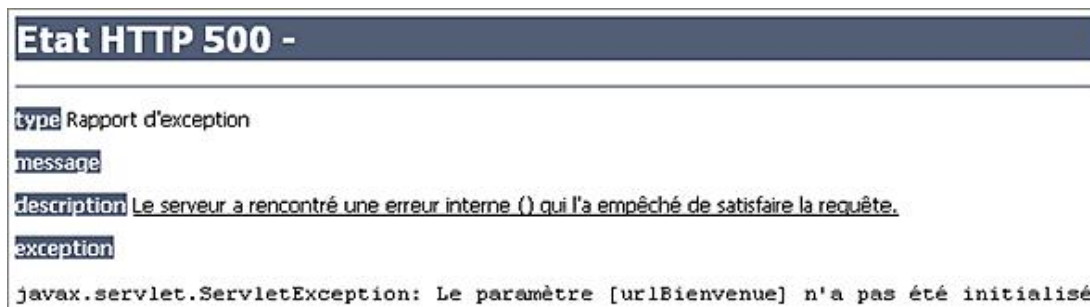 Etat HTTP 500 -
type Rapport d'exception
message
description Le serveur a rencontré une erreur interne () qui l'a empêché de satisfaire la requête.
exception
javax.servlet.ServletException: Le paramètre [urlBienvenue] n'a pas été initialisé